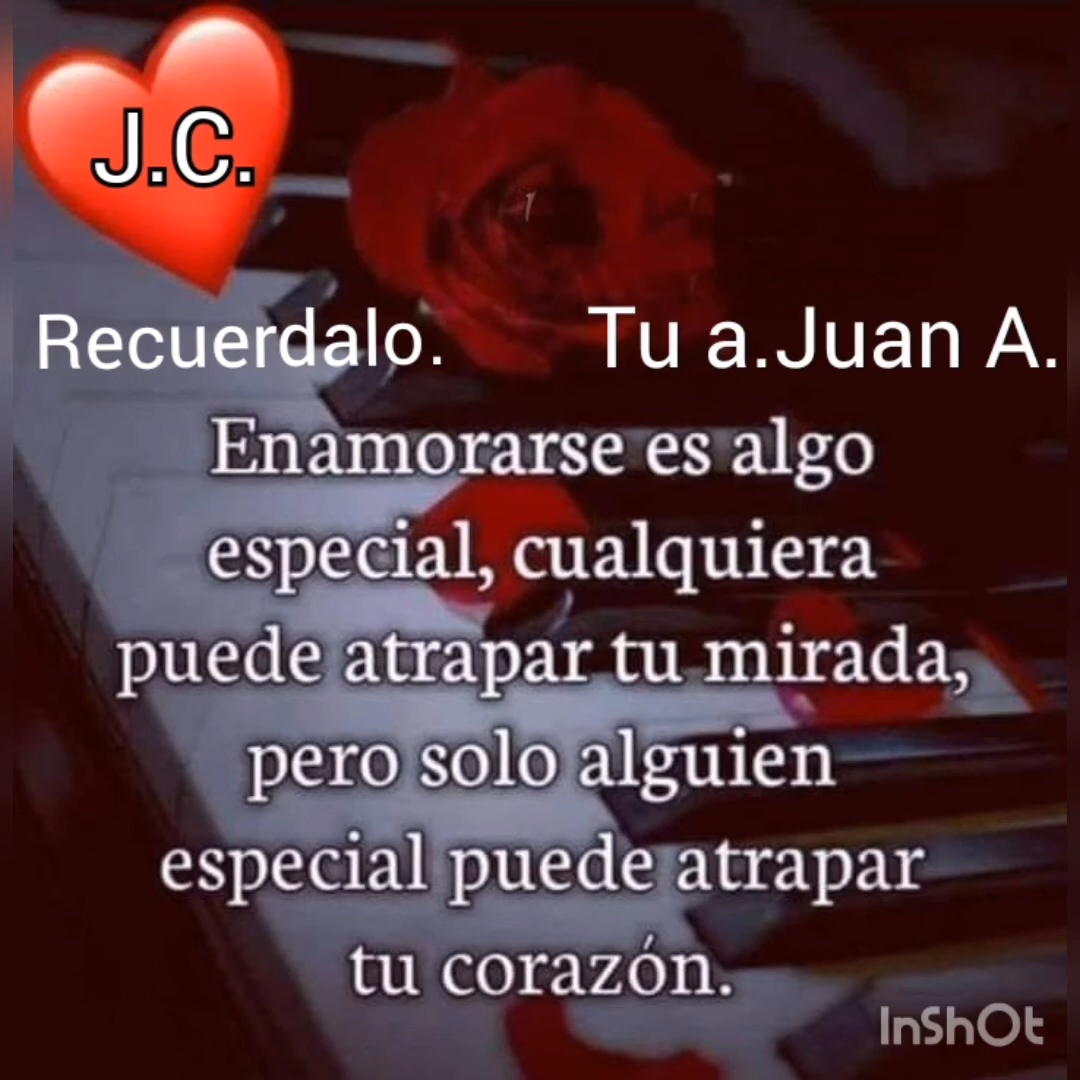 J.C.
Recuerdalo. Tu a.Juan A.
Enamorarse es algo
especial, cualquiera
puede atrapar tu mirada,
pero solo alguien
especial puede atrapar
tu corazón.
InShOt